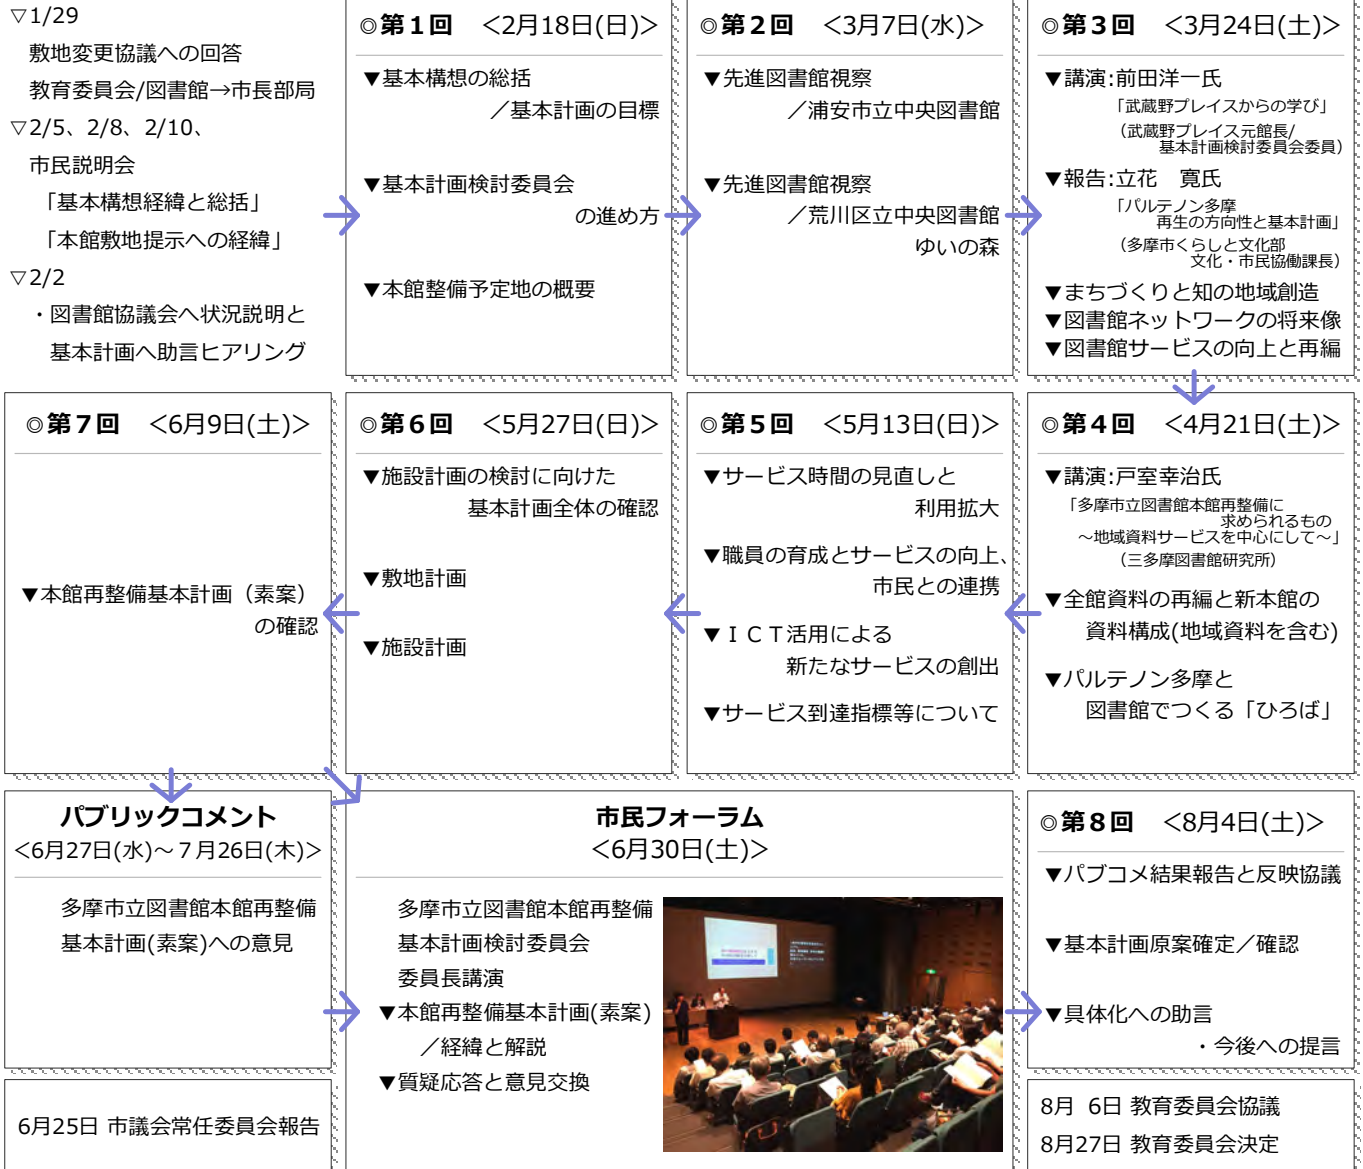 ▽1/29
敷地変更協議への回答
教育委員会/図書館→市長部局
▽2/5、2/8、2/10、
市民説明会
「基本構想経緯と総括」
「本館敷地提示への経緯」
▽2/2
・図書館協議会へ状況説明と
基本計画へ助言ヒアリング
◎第1回 <2月18日(日)>
▼基本構想の総括
／基本計画の目標
▼基本計画検討委員会
の進め方
▼本館整備予定地の概要
◎第2回 <3月7日(水)>
▼先進図書館視察
／浦安市立中央図書館
▼先進図書館視察
／荒川区立中央図書館
ゆいの森
◎第3回 <3月24日(土)>
▼講演:前田洋一氏
「武蔵野プレイスからの学び」
（武蔵野プレイス元館長/
基本計画検討委員会委員）
▼報告:立花　寛氏
「パルテノン多摩
再生の方向性と基本計画」
（多摩市くらしと文化部
文化・市民協働課長）
▼まちづくりと知の地域創造
▼図書館ネットワークの将来像
▼図書館サービスの向上と再編
◎第4回 <4月21日(土)>
▼講演:戸室幸治氏
「多摩市立図書館本館再整備に
求められるもの
～地域資料サービスを中心にして～」
（三多摩図書館研究所）
▼全館資料の再編と新本館の
資料構成(地域資料を含む)
▼パルテノン多摩と
図書館でつくる「ひろば」
◎第5回 <5月13日(日)>
▼サービス時間の見直しと
利用拡大
▼職員の育成とサービスの向上、
市民との連携
▼ＩＣＴ活用による
新たなサービスの創出
▼サービス到達指標等について
◎第6回 <5月27日(日)>
▼施設計画の検討に向けた
基本計画全体の確認
▼敷地計画
▼施設計画
◎第7回 <6月9日(土)>
▼本館再整備基本計画（素案）
の確認
パブリックコメント
<6月27日(水)～７月26日(木)>
多摩市立図書館本館再整備
基本計画(素案)への意見
6月25日 市議会常任委員会報告
市民フォーラム
<6月30日(土)>
多摩市立図書館本館再整備
基本計画検討委員会
委員長講演
▼本館再整備基本計画(素案)
／経緯と解説
▼質疑応答と意見交換
◎第8回 <8月4日(土)>
▼パブコメ結果報告と反映協議
▼基本計画原案確定／確認
▼具体化への助言
・今後への提言
8月 6日 教育委員会協議
8月27日 教育委員会決定